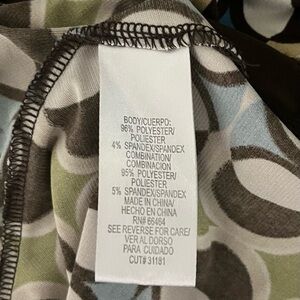 BODY/CUERPO:
96% POLYESTER/
POLIESTER
4% SPANDEX/SPANDEX
COMBINATION/
COMBINACION
95% POLYESTER/
POLIESTER
5% SPANDEX/SPANDEX
MADE IN CHINA/
HECHO EN CHINA
RN# 66464
SEE REVERSE FOR CARE/
VER AL DORSO
PARA CUIDADO
CUT# 31181